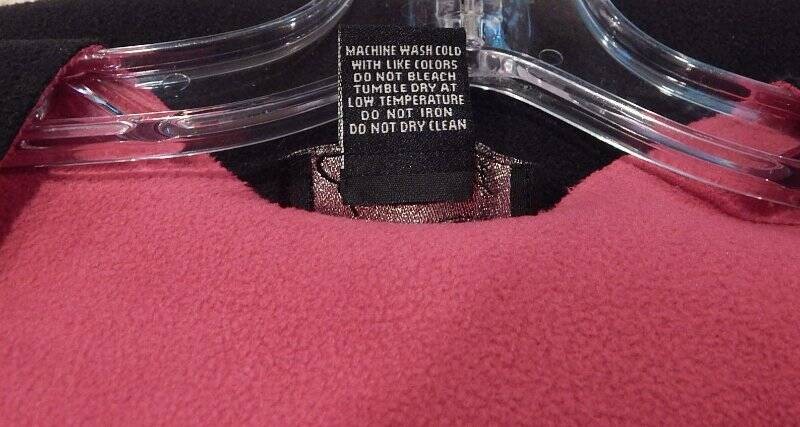 MACHINE WASH COLD
WITH LIKE COLORS
DO NOT BLEACH
TUMBLE DRY AT
LOW TEMPERATURE
DO NOT IRON
DO NOT DRY CLEAN